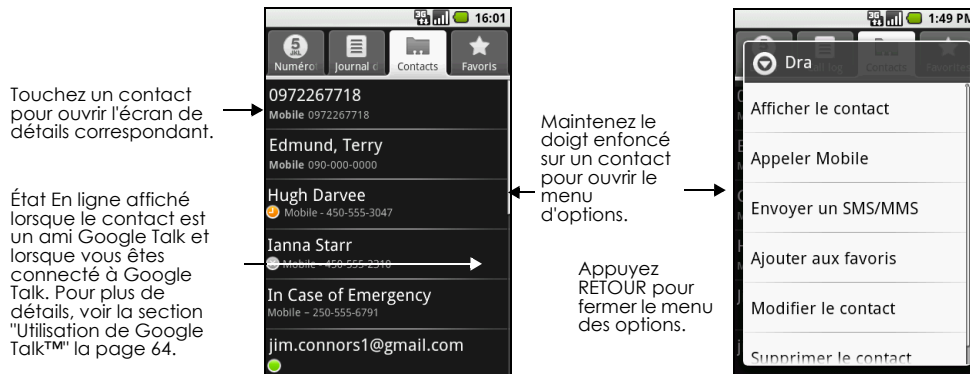 Touchez un contact
pour ouvrir l'écran de
détails correspondant.
État En ligne affiché
lorsque le contact est
un ami Google Talk et
lorsque vous êtes
connecté à Google
Talk. Pour plus de
détails, voir la section
"Utilisation de Google
Talk™" la page 64.
16:01
Numéro
Journal d
Contacts
Favoris
0972267718
Mobile 0972267718
Edmund, Terry
Mobile 090-000-0000
Hugh Darvee
Mobile - 450-555-3047
Ianna Starr
Mobile - 450-555-2310
In Case of Emergency
Mobile – 250-555-6791
jim.connors1@gmail.com
Maintenez le
doigt enfoncé
sur un contact
pour ouvrir le
menu
d'options.
Appuyez
RETOUR pour
fermer le menu
des options.
1:49 PM
Dra
Afficher le contact
Appeler Mobile
Envoyer un SMS/MMS
Ajouter aux favoris
Modifier le contact
Supprimer le contact